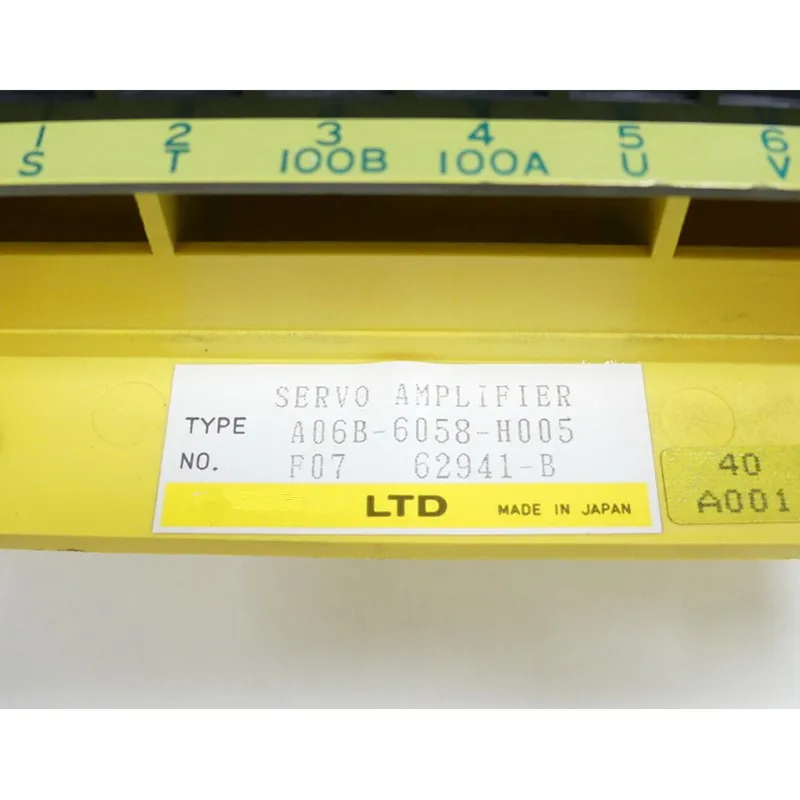 1 2 3 4 5 6
S T 100B 100A U V
SERVO AMPLIFIER
TYPE A06B-6058-H005
NO. F07 62941-B
LTD MADE IN JAPAN
40
A001